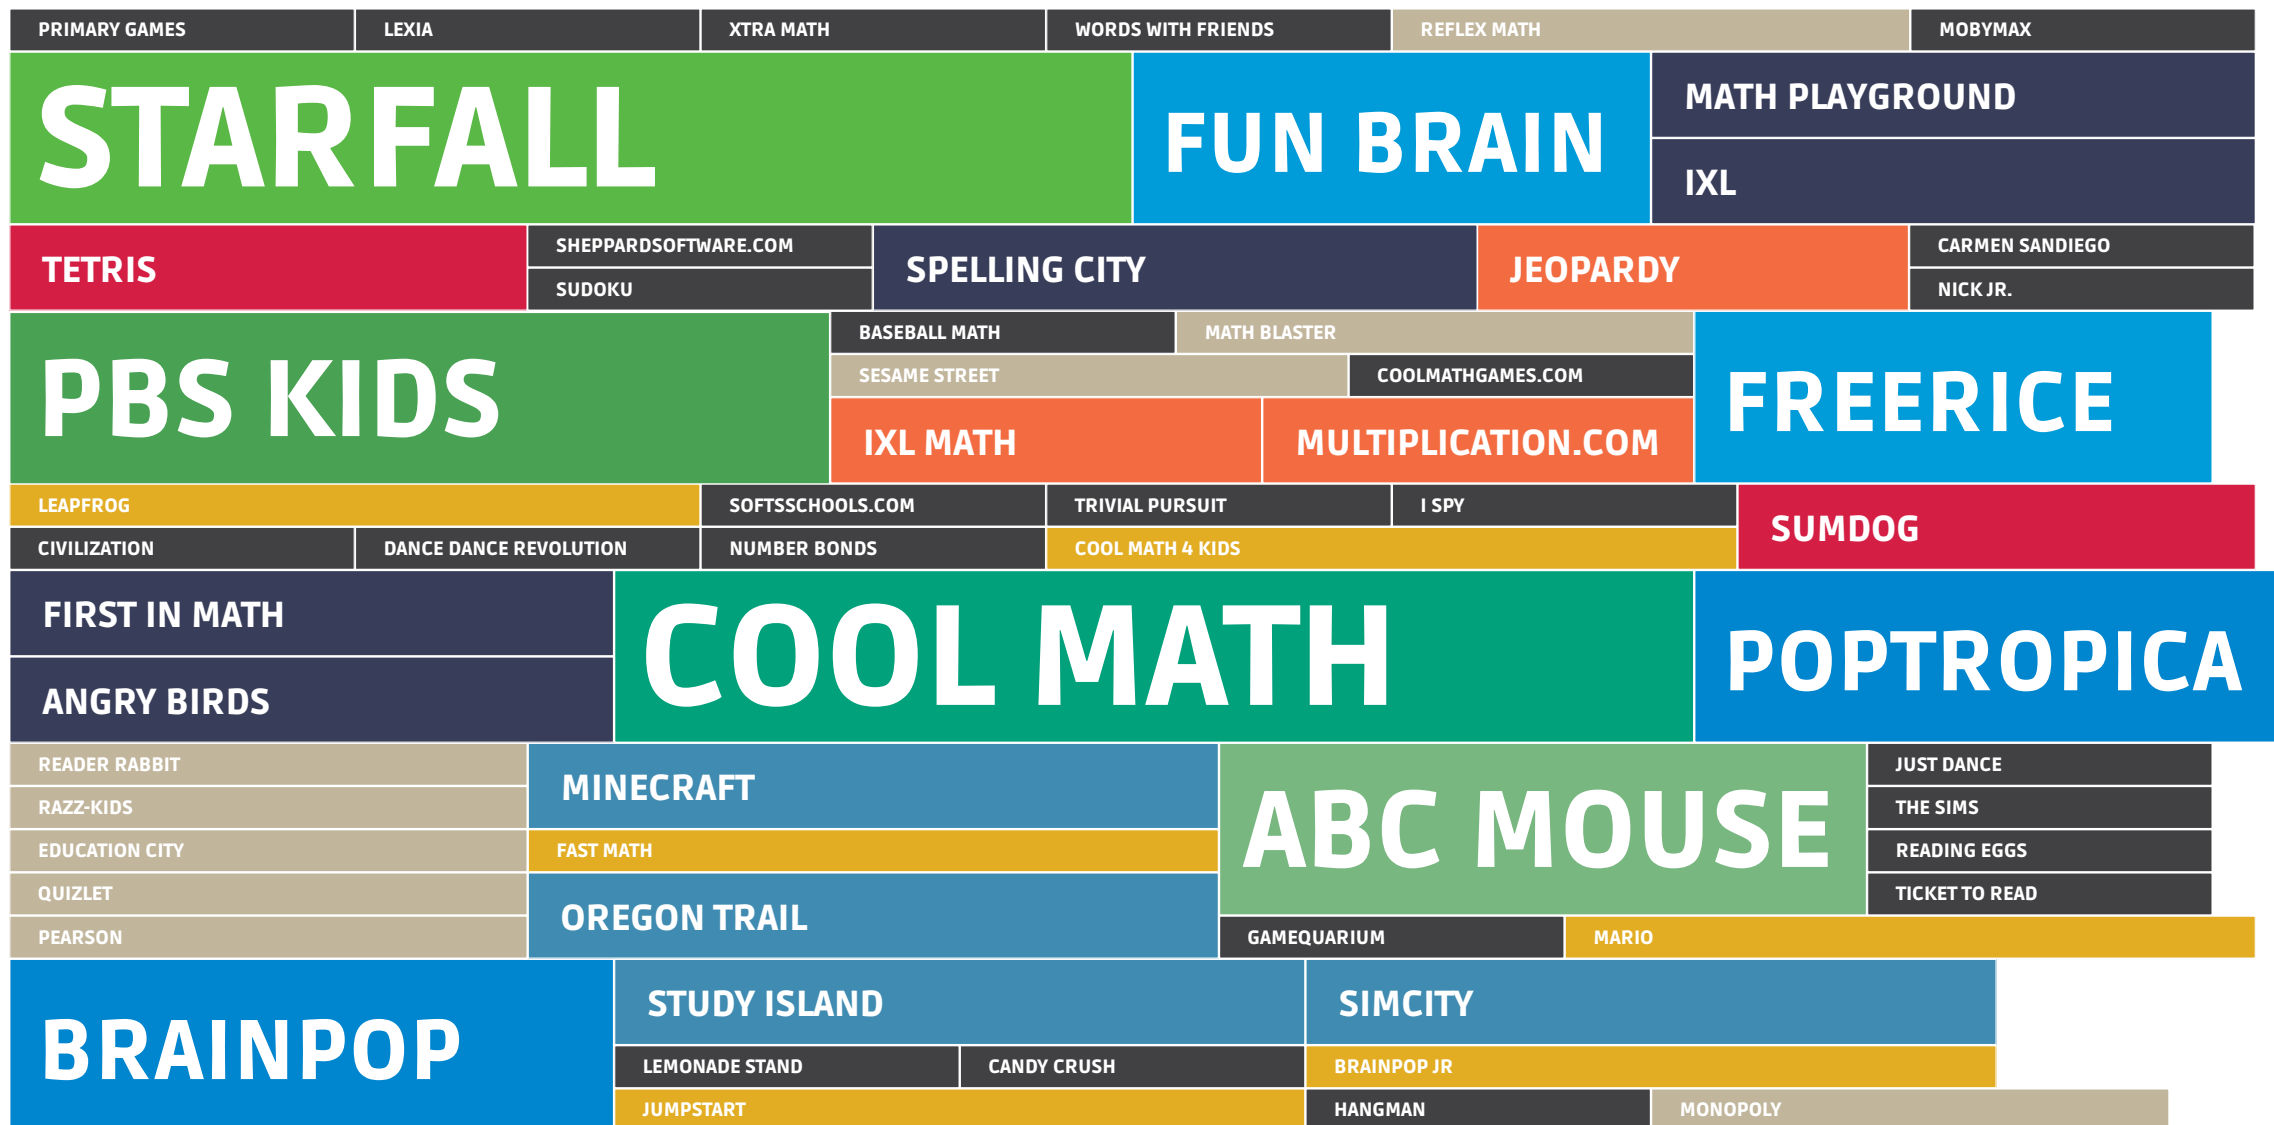 PRIMARY GAMES
LEXIA
XTRA MATH
WORDS WITH FRIENDS
REFLEX MATH
MOBYMAX
STARFALL
FUN BRAIN
MATH PLAYGROUND
IXL
TETRIS
SHEPPARDSOFTWARE.COM
SUDOKU
SPELLING CITY
JEOPARDY
CARMEN SANDIEGO
NICK JR.
PBS KIDS
BASEBALL MATH
MATH BLASTER
SESAME STREET
COOLMATHGAMES.COM
IXL MATH
MULTIPLICATION.COM
FREERICE
LEAPFROG
SOFTSSCHOOLS.COM
TRIVIAL PURSUIT
I SPY
CIVILIZATION
DANCE DANCE REVOLUTION
NUMBER BONDS
COOL MATH 4 KIDS
SUMDOG
FIRST IN MATH
ANGRY BIRDS
COOL MATH
POPTROPICA
READER RABBIT
RAZZ-KIDS
EDUCATION CITY
QUIZLET
PEARSON
MINECRAFT
FAST MATH
OREGON TRAIL
ABC MOUSE
JUST DANCE
THE SIMS
READING EGGS
TICKET TO READ
GAMEQUARIUM
MARIO
BRAINPOP
STUDY ISLAND
SIMCITY
LEMONADE STAND
CANDY CRUSH
BRAINPOP JR
JUMPSTART
HANGMAN
MONOPOLY